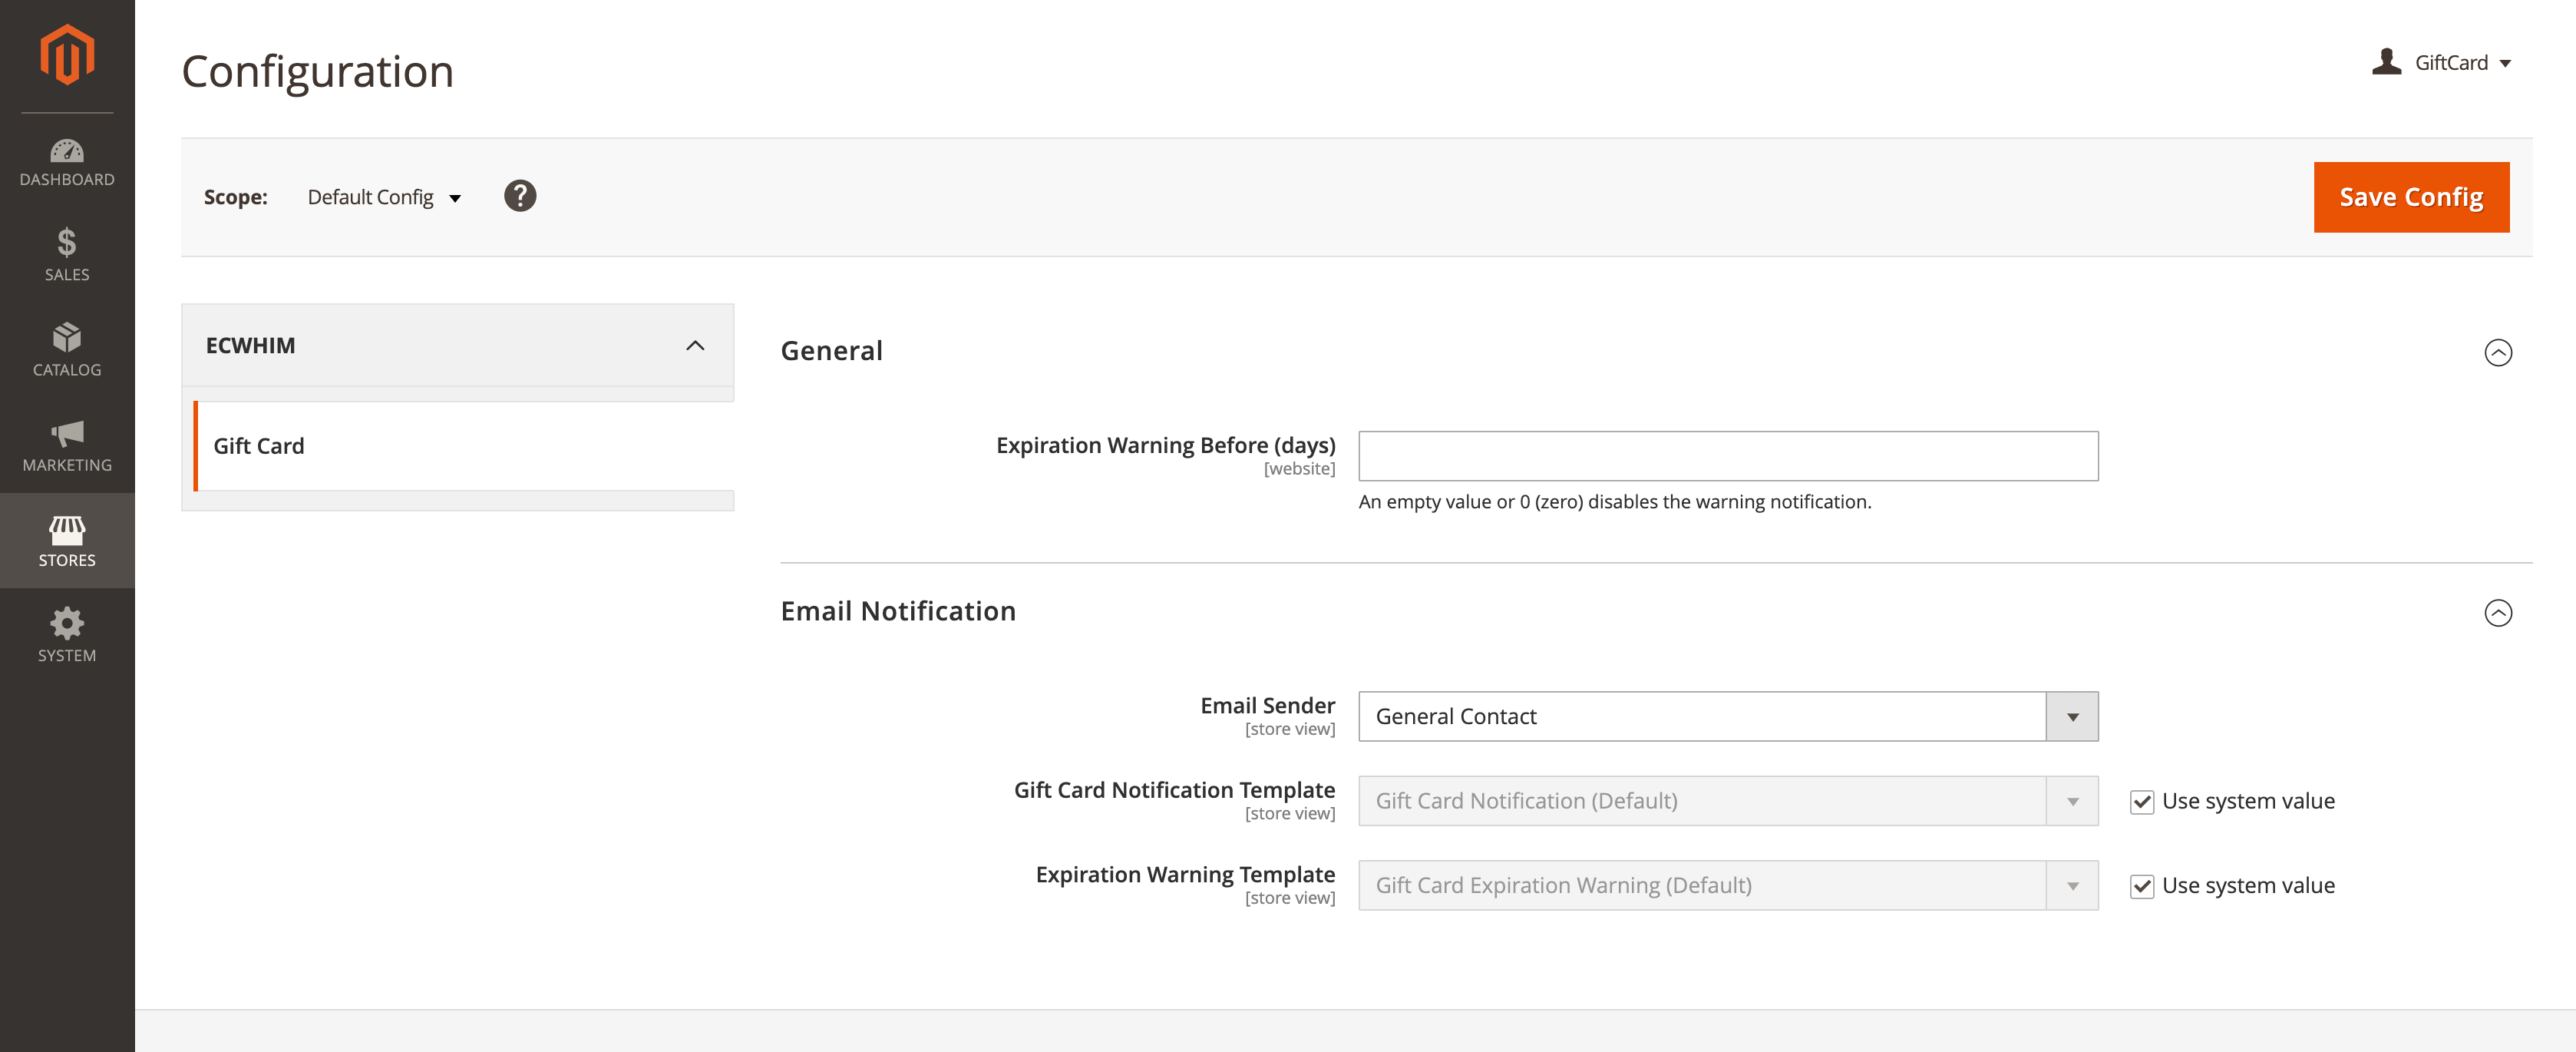 Configuration
GiftCard
DASHBOARD
SALES
CATALOG
MARKETING
STORES
SYSTEM
Scope: Default Config ?
Save Config
ECWHIM
Gift Card
General
Expiration Warning Before (days)
[website]
An empty value or 0 (zero) disables the warning notification.
Email Notification
Email Sender
[store view]
General Contact
Gift Card Notification Template
[store view]
Gift Card Notification (Default)
Use system value
Expiration Warning Template
[store view]
Gift Card Expiration Warning (Default)
Use system value